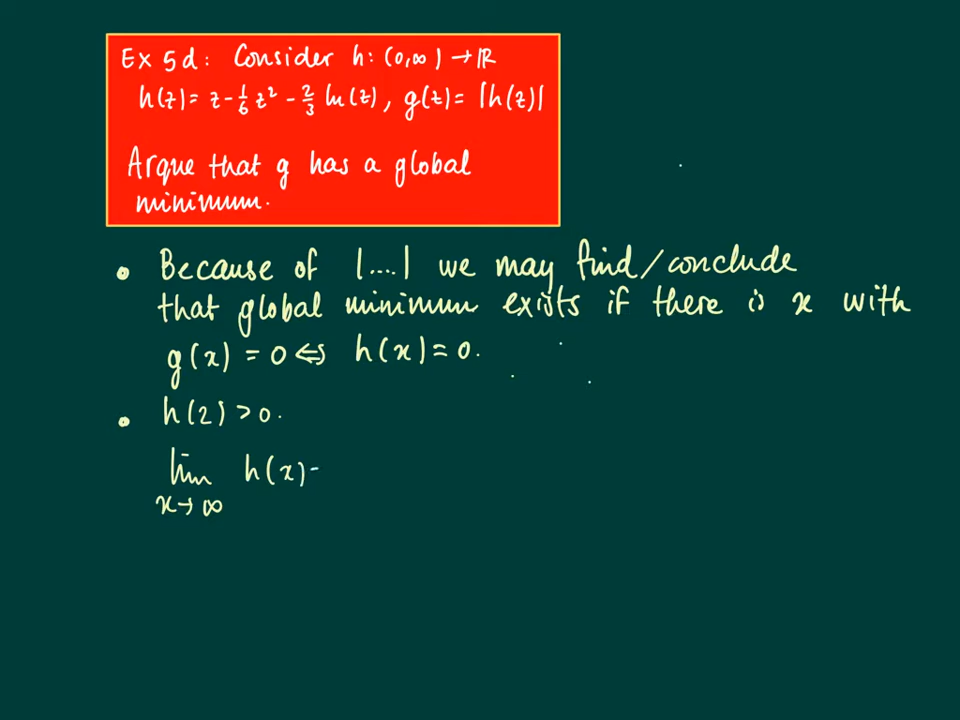 Ex 5d: Consider h: (0,∞) → ℝ
h(z) = z - 1/6 z² - 2/3 ln(z), g(z) = |h(z)|
Argue that g has a global
minimum.
• Because of |....| we may find/conclude
that global minimum exists if there is x with
g(x) = 0 ⇔ h(x) = 0.
• h(2) > 0.
lim h(x) -
x→∞